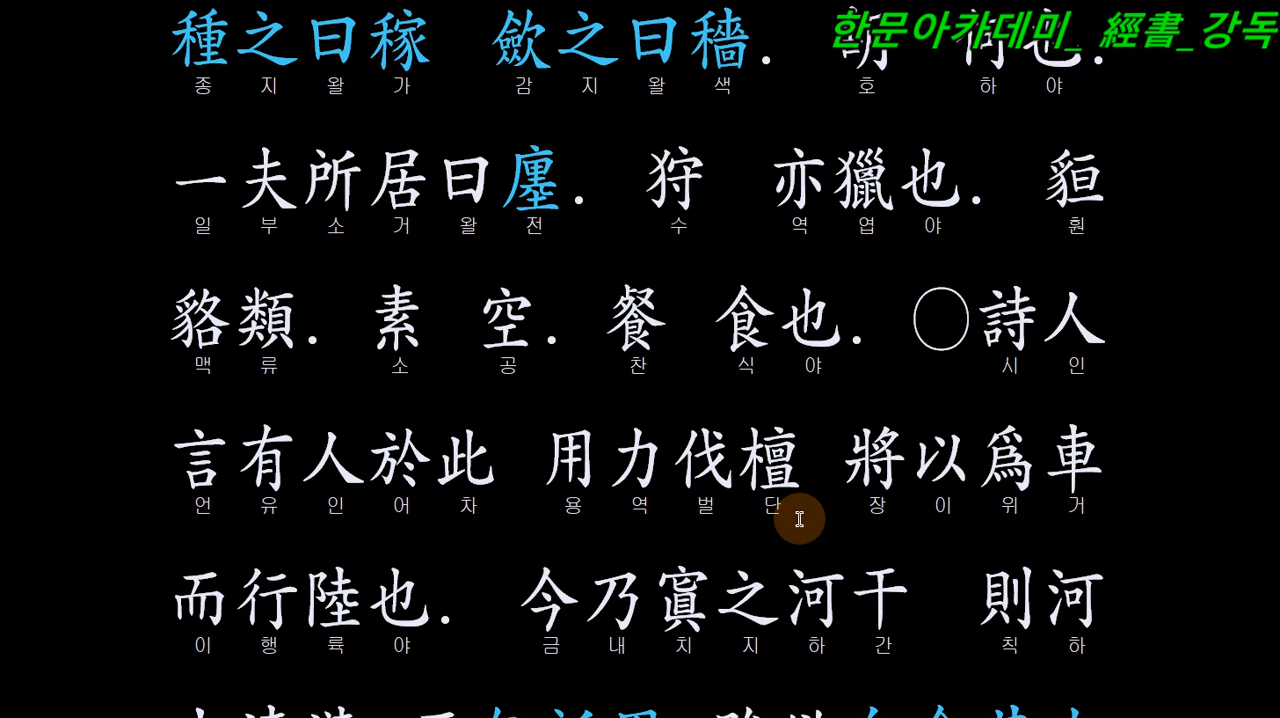 한문아카데미_ 經書_강독
種之曰稼 歛之曰穡. 胡 何也.
종 지 왈 가 감 지 왈 색 호 하 야
一夫所居曰廛. 狩 亦獵也. 貆
일 부 소 거 왈 전 수 역 엽 야 훤
貉類. 素 空. 餐 食也. ○詩人
맥 류 소 공 찬 식 야 시 인
言有人於此 用力伐檀 將以爲車
언 유 인 어 차 용 역 벌 단 장 이 위 거
而行陸也. 今乃寘之河干 則河
이 행 륙 야 금 내 치 지 하 간 칙 하